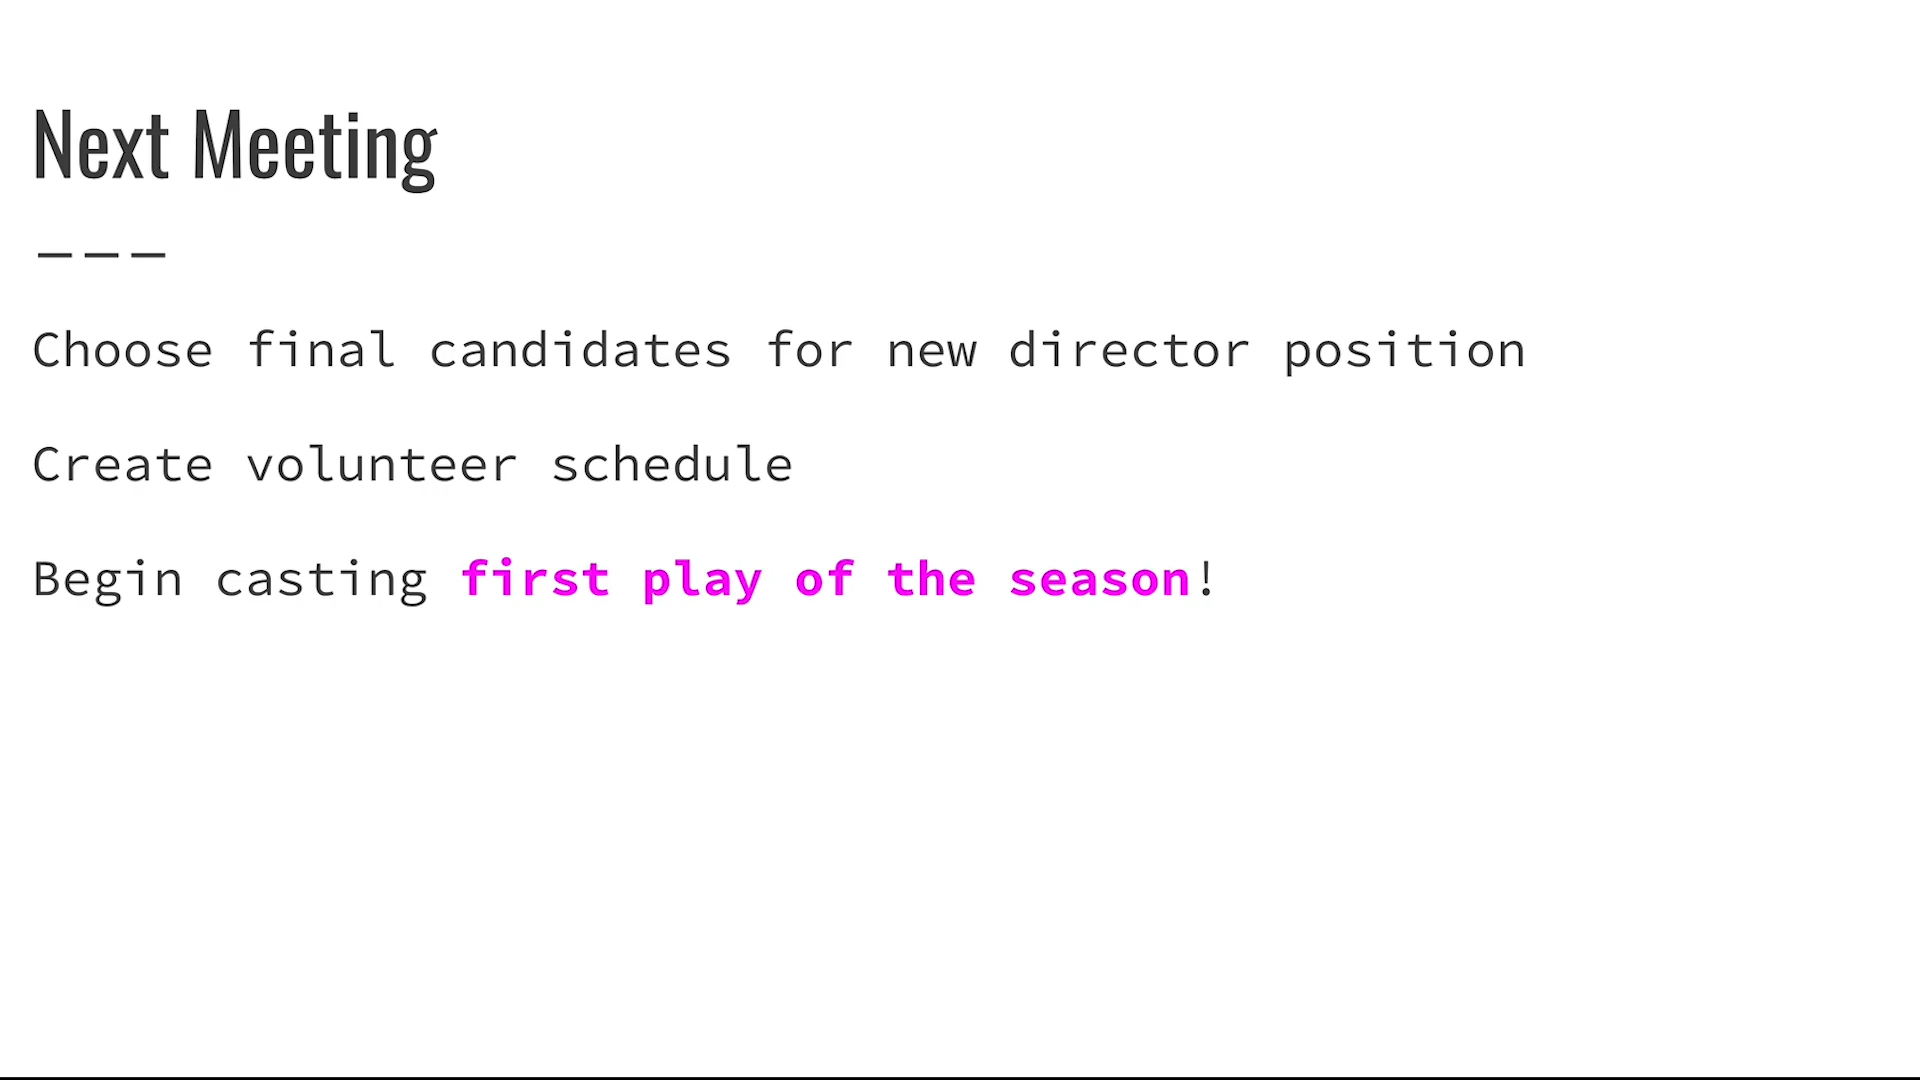 Next Meeting
———
Choose final candidates for new director position
Create volunteer schedule
Begin casting first play of the season!